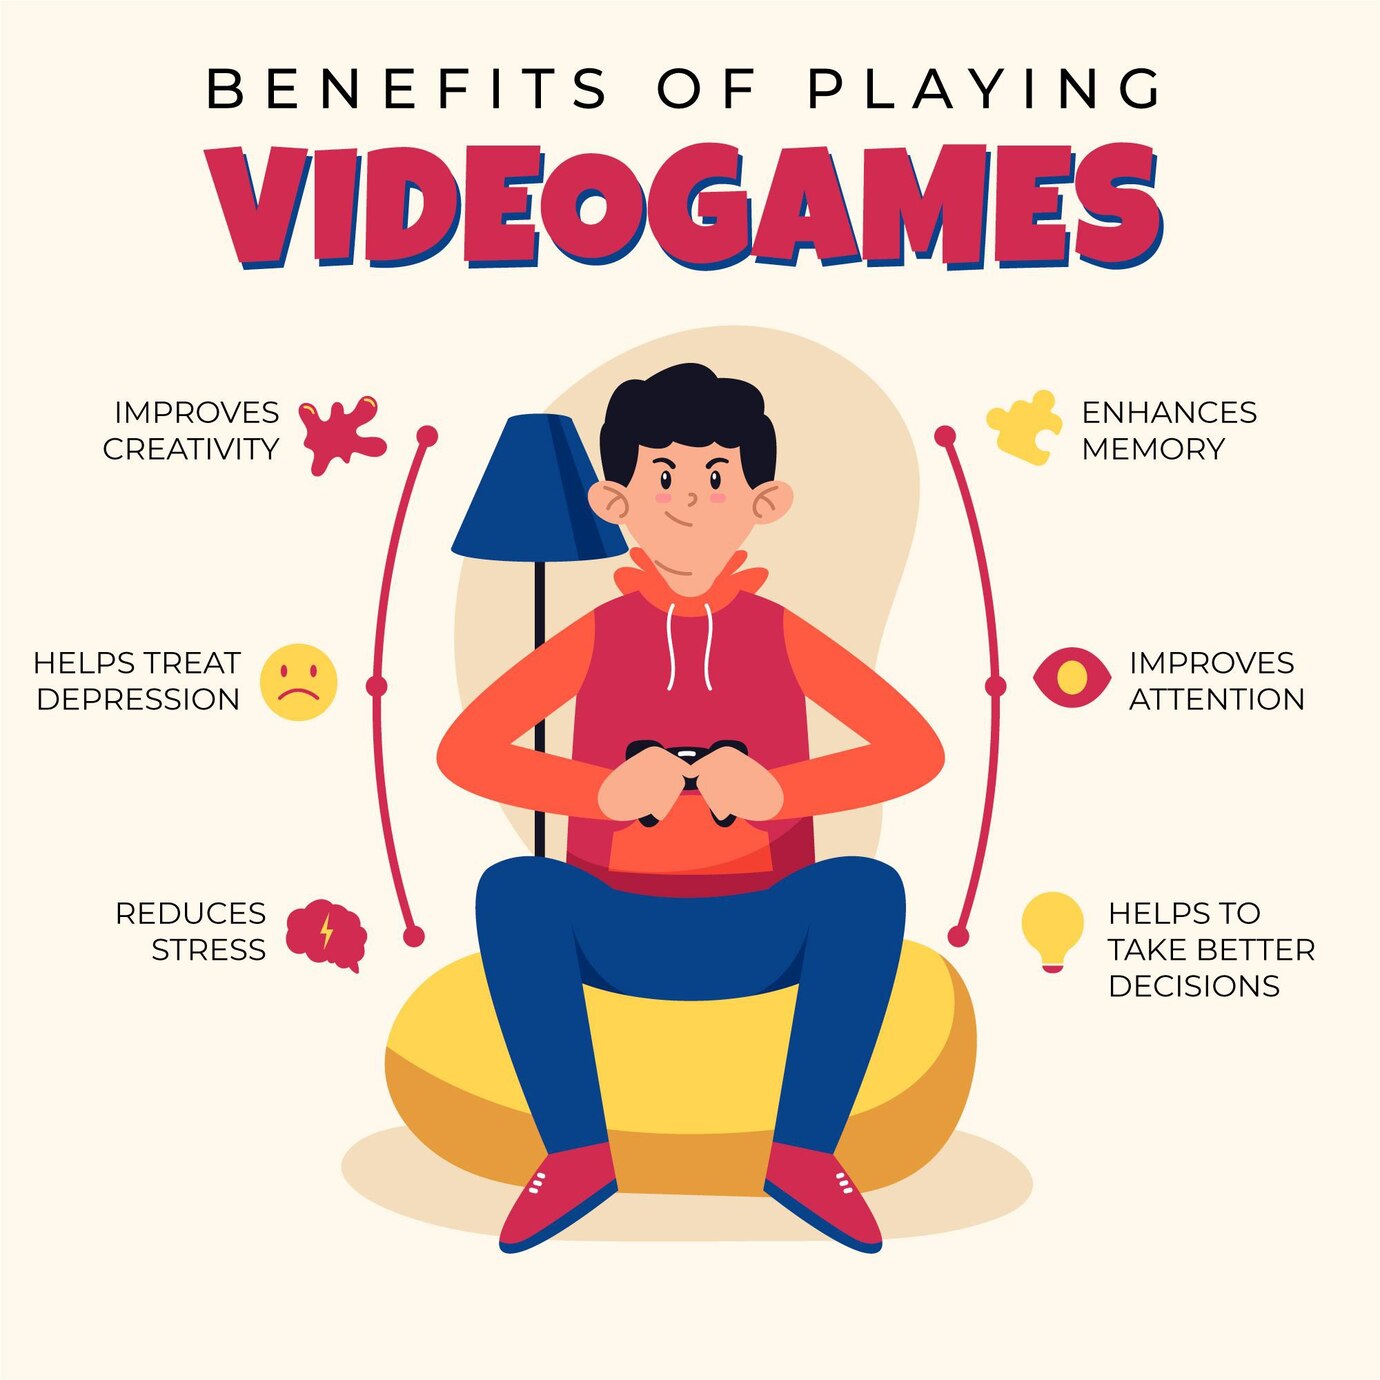 BENEFITS OF PLAYING
VIDEOGAMES
IMPROVES
CREATIVITY
HELPS TREAT
DEPRESSION
REDUCES
STRESS
ENHANCES
MEMORY
IMPROVES
ATTENTION
HELPS TO
TAKE BETTER
DECISIONS